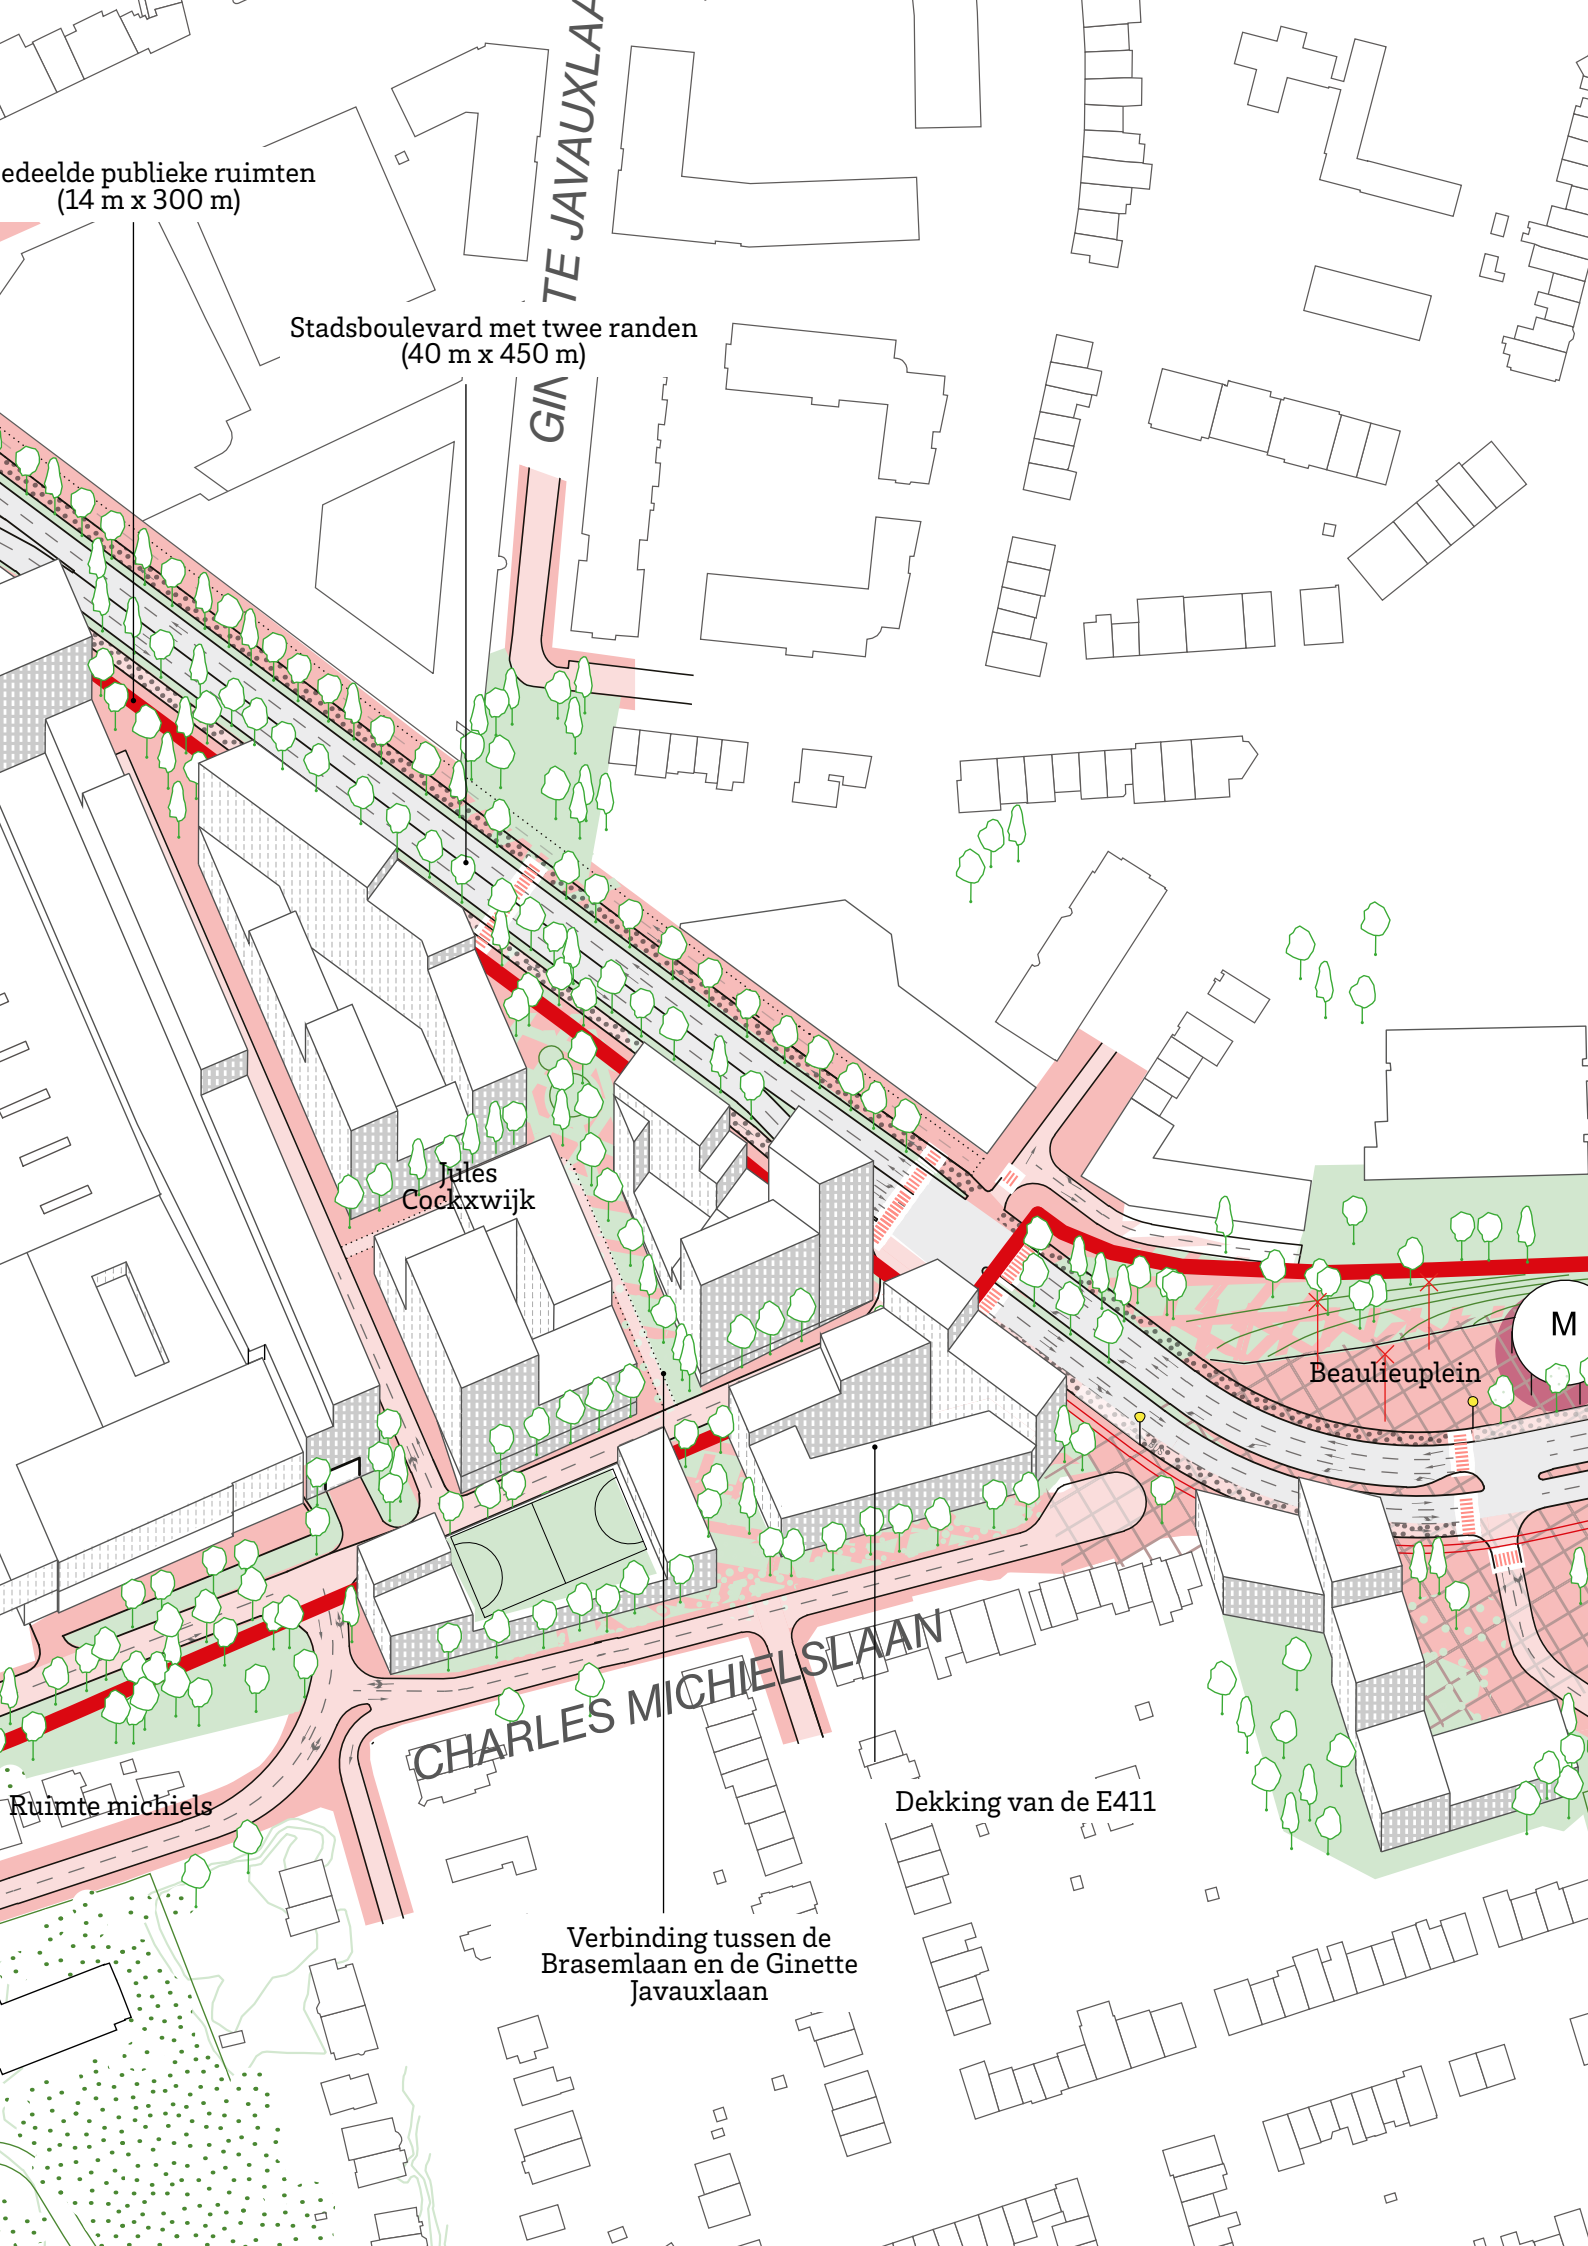 edeelde publieke ruimten
(14 m x 300 m)
Stadsboulevard met twee randen
(40 m x 450 m)
TE JAVAUXLAA
GIN
Jules
Cockxwijk
M
Beaulieuplein
CHARLES MICHIELSLAAN
Ruimte michiels
Dekking van de E411
Verbinding tussen de
Brasemlaan en de Ginette
Javauxlaan